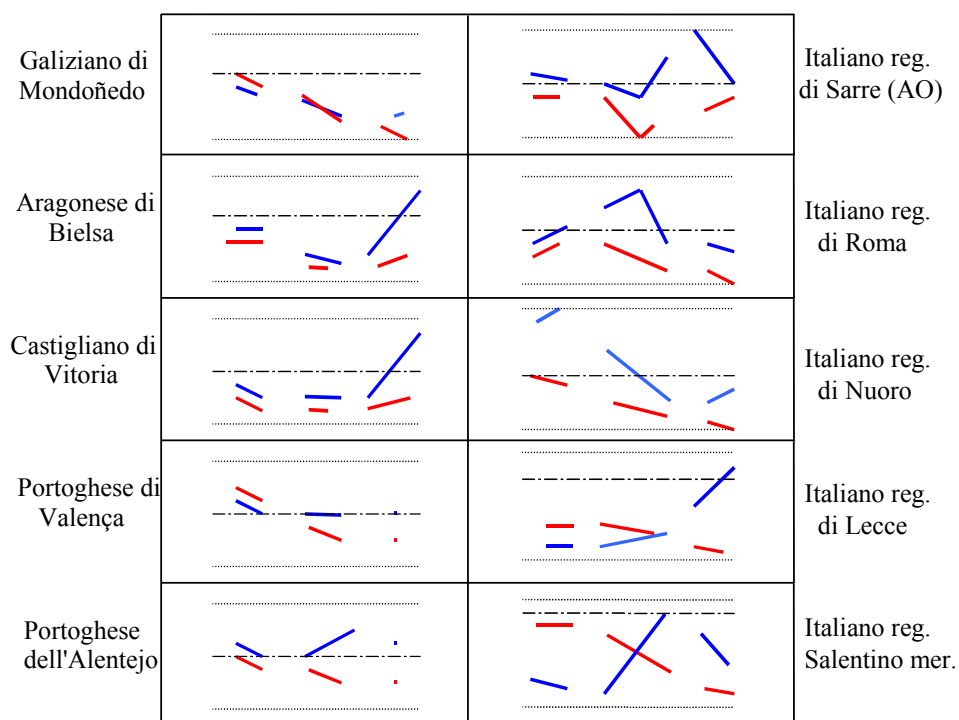 Galiziano di
Mondoñedo
Italiano reg.
di Sarre (AO)
Aragonese di
Bielsa
Italiano reg.
di Roma
Castigliano di
Vitoria
Italiano reg.
di Nuoro
Portoghese di
Valença
Italiano reg.
di Lecce
Portoghese
dell'Alentejo
Italiano reg.
Salentino mer.